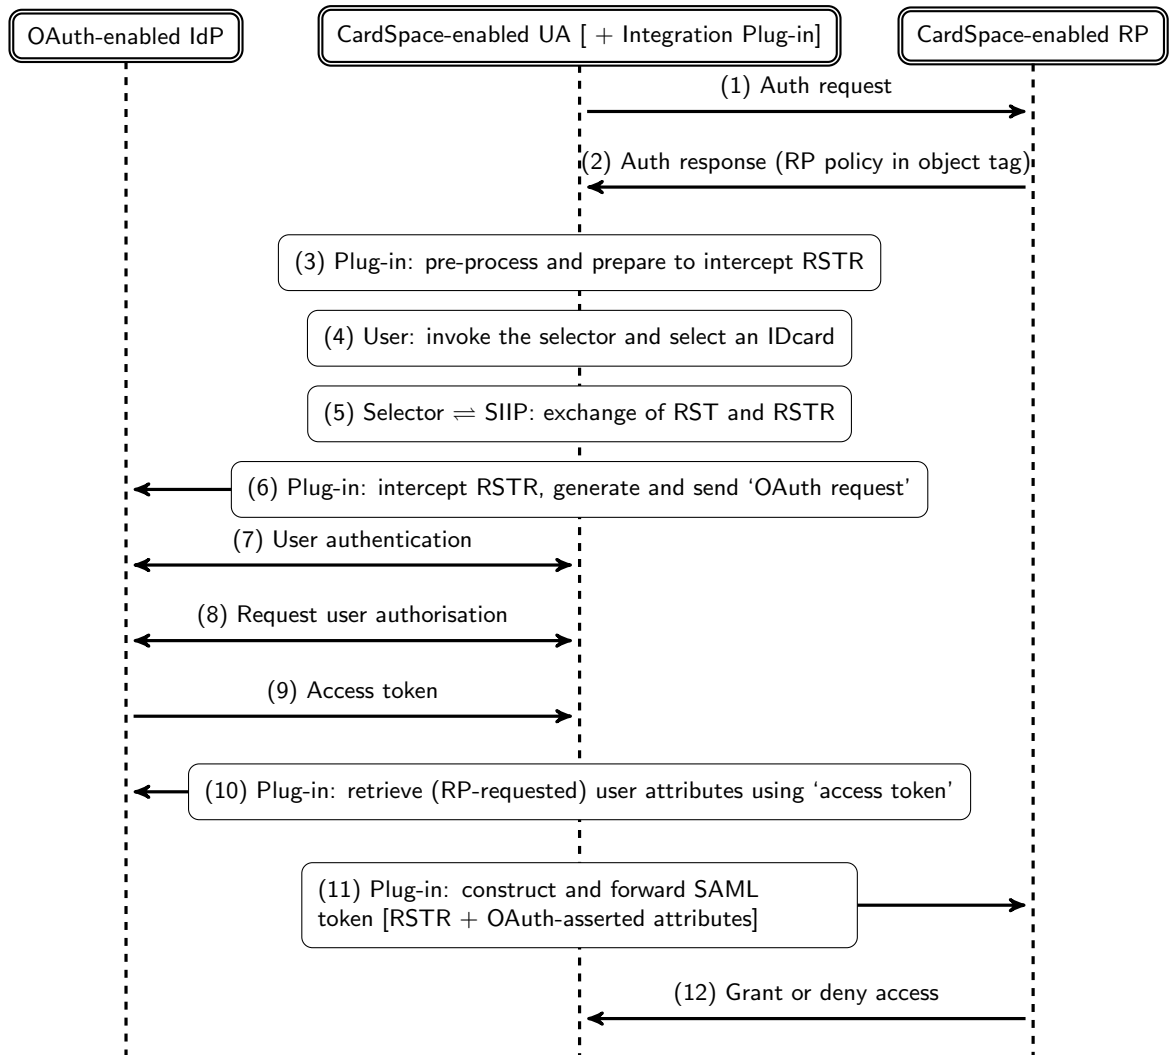 OAuth-enabled IdP
CardSpace-enabled UA [ + Integration Plug-in]
CardSpace-enabled RP
(1) Auth request
(2) Auth response (RP policy in object tag)
(3) Plug-in: pre-process and prepare to intercept RSTR
(4) User: invoke the selector and select an IDcard
(5) Selector ⇌ SIIP: exchange of RST and RSTR
(6) Plug-in: intercept RSTR, generate and send ‘OAuth request’
(7) User authentication
(8) Request user authorisation
(9) Access token
(10) Plug-in: retrieve (RP-requested) user attributes using ‘access token’
(11) Plug-in: construct and forward SAML
token [RSTR + OAuth-asserted attributes]
(12) Grant or deny access